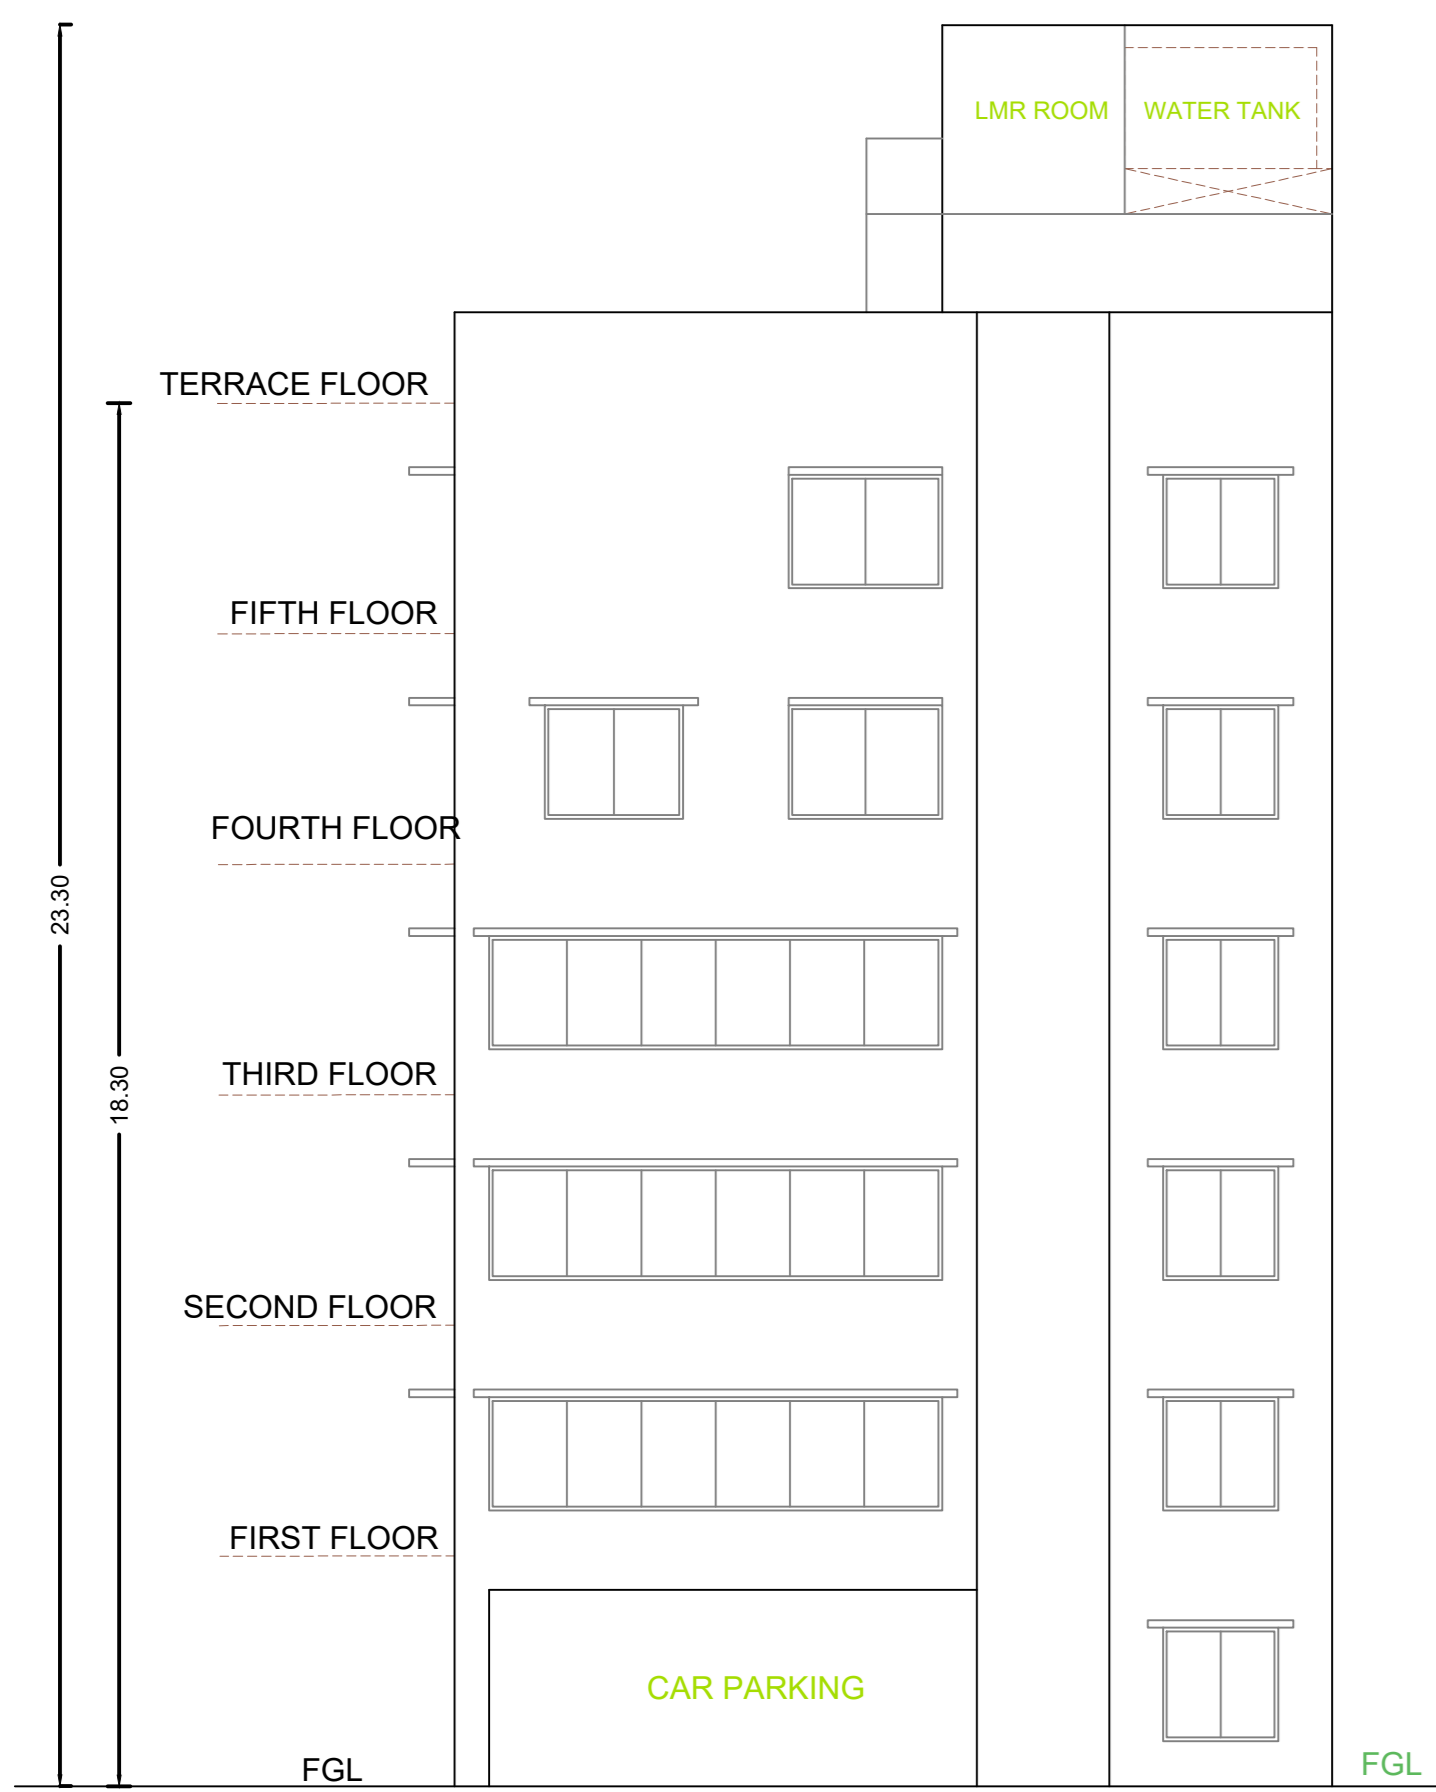 LMR ROOM
WATER TANK
TERRACE FLOOR
FIFTH FLOOR
FOURTH FLOOR
23.30
THIRD FLOOR
18.30
SECOND FLOOR
FIRST FLOOR
CAR PARKING
FGL
FGL